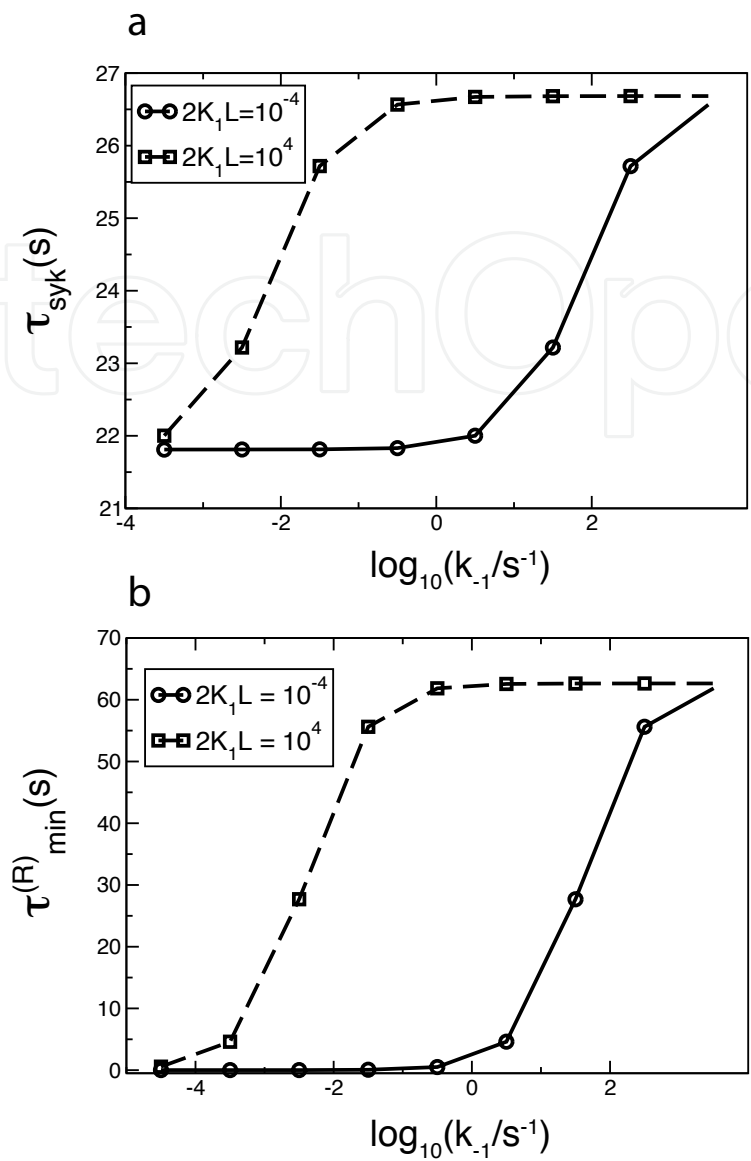 a
27
26
25
24
23
22
21
2K₁L=10⁻⁴
2K₁L=10⁴
τsyk(s)
-4
-2
0
2
log₁₀(k₋₁/s⁻¹)
techOpe
b
70
60
50
40
30
20
10
0
2K₁L = 10⁻⁴
2K₁L = 10⁴
τ⁽ᴿ⁾min(s)
-4
-2
0
2
log₁₀(k₋₁/s⁻¹)